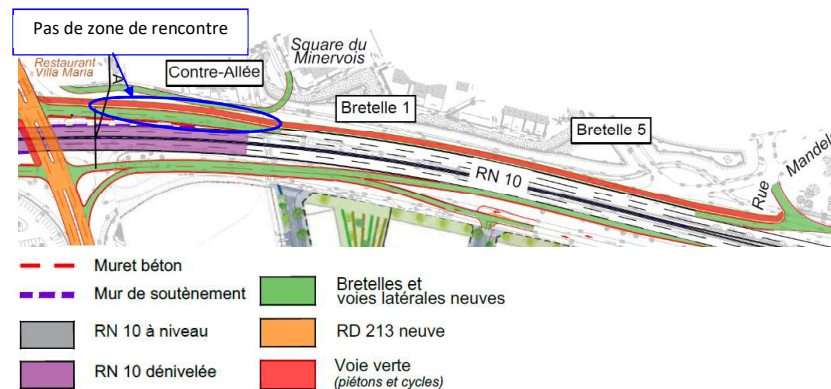 Pas de zone de rencontre
Restaurant
Villa Maria
A
Contre-Allée
Square du
Minervois
Bretelle 1
Bretelle 5
RN 10
Rue
Mandel
Muret béton
Mur de soutènement
RN 10 à niveau
RN 10 dénivelée
Bretelles et
voies latérales neuves
RD 213 neuve
Voie verte
(piétons et cycles)